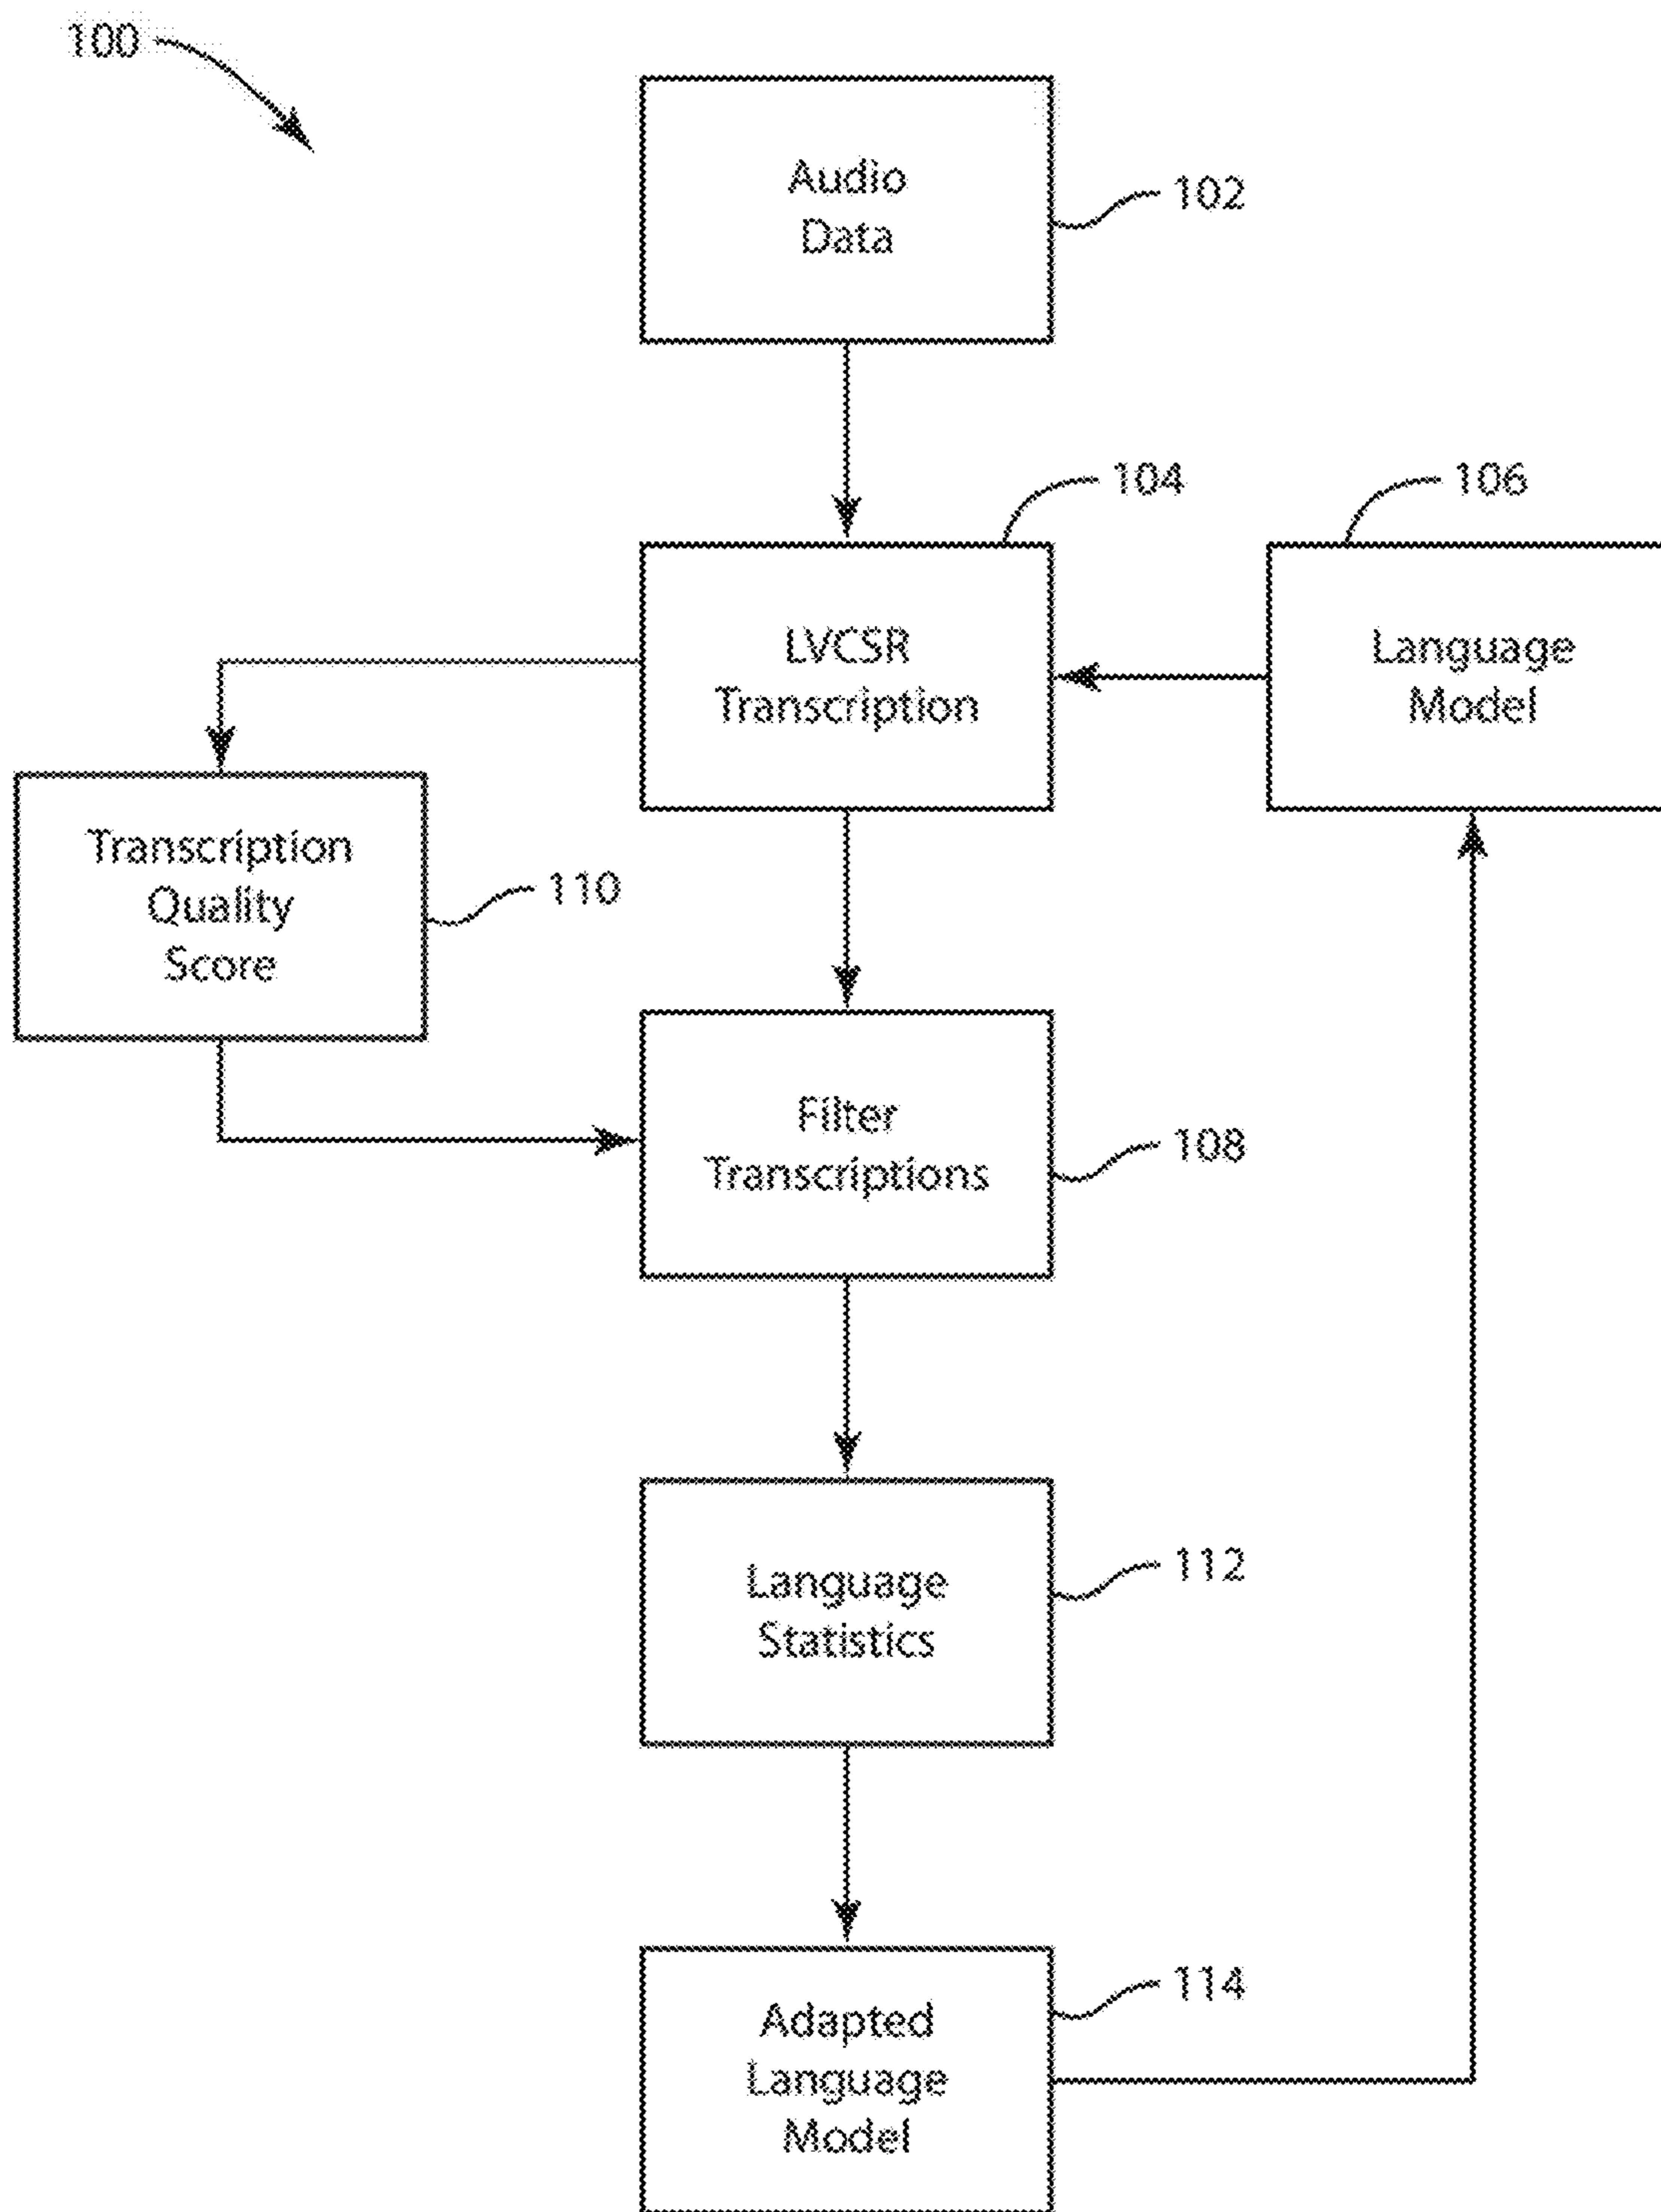 100
Audio
Data
102
104
106
LVCSR
Transcription
Language
Model
Transcription
Quality
Score
110
Filter
Transcriptions
108
Language
Statistics
112
Adapted
Language
Model
114